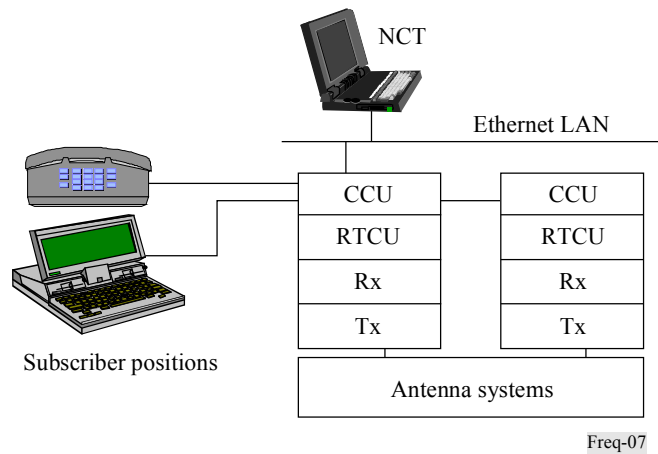 NCT
Ethernet LAN
CCU
CCU
RTCU
RTCU
Rx
Rx
Tx
Tx
Subscriber positions
Antenna systems
Freq-07